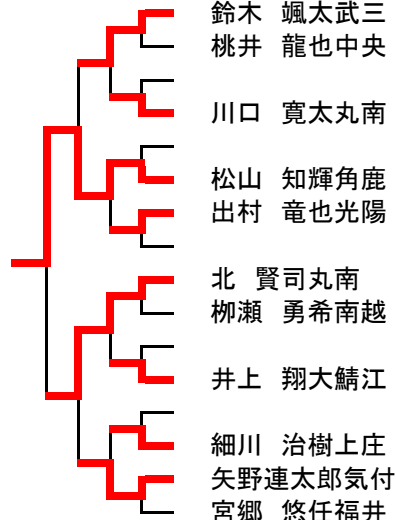 鈴木 颯太武三
桃井 龍也中央
川口 寛太丸南
松山 知輝角鹿
出村 竜也光陽
北 賢司丸南
栁瀬 勇希南越
井上 翔大鯖江
細川 治樹上庄
矢野連太郎気付
宮郷 悠任福井